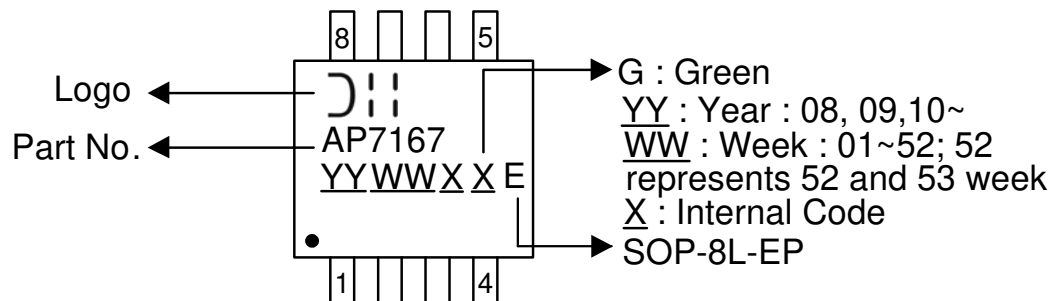 8 5
Logo
Part No.
AP7167
YYWWX X E
G : Green
YY : Year : 08, 09,10~
WW : Week : 01~52; 52
represents 52 and 53 week
X : Internal Code
SOP-8L-EP
1 4